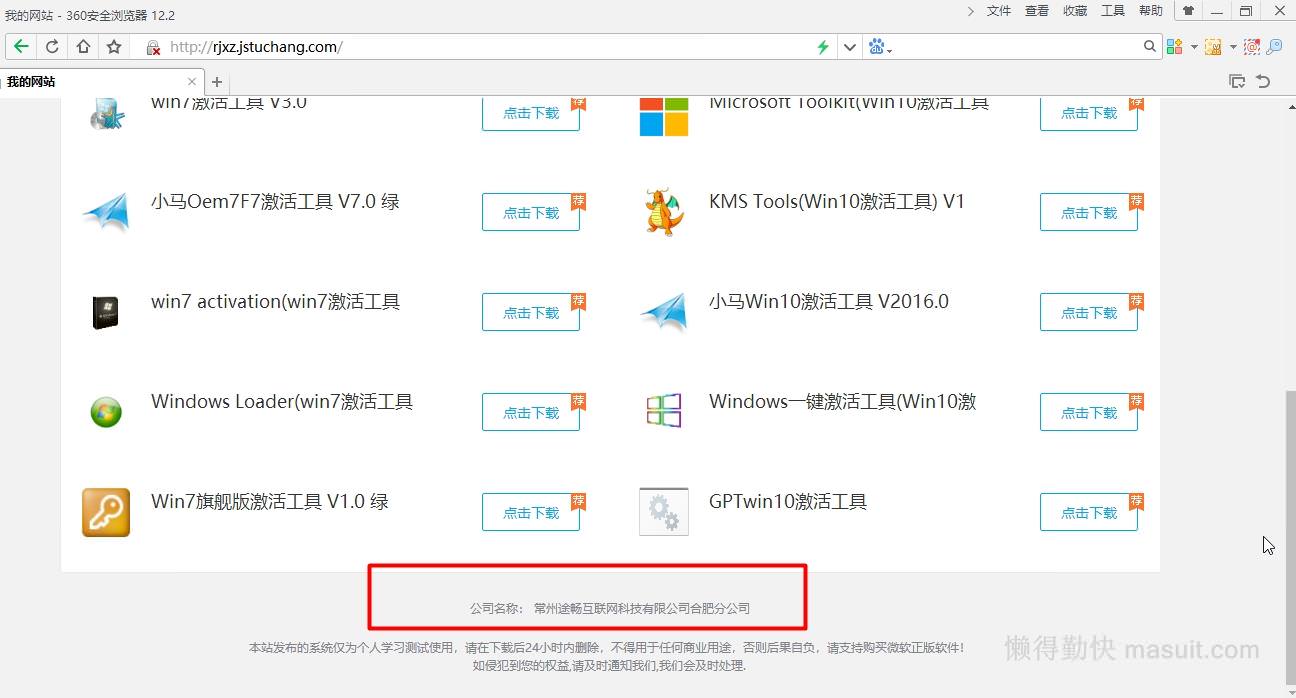 我的网站 - 360安全浏览器 12.2
文件 查看 收藏 工具 帮助
http://rjxz.jstuchang.com/
我的网站
win7激活工具 V3.0
点击下载
荐
Microsoft Toolkit(Win10激活工具
点击下载
荐
小马Oem7F7激活工具 V7.0 绿
点击下载
荐
KMS Tools(Win10激活工具) V1
点击下载
荐
win7 activation(win7激活工具
点击下载
荐
小马Win10激活工具 V2016.0
点击下载
荐
Windows Loader(win7激活工具
点击下载
荐
Windows一键激活工具(Win10激
点击下载
荐
Win7旗舰版激活工具 V1.0 绿
点击下载
荐
GPTwin10激活工具
点击下载
荐
公司名称： 常州途畅互联网科技有限公司合肥分公司
本站发布的系统仅为个人学习测试使用，请在下载后24小时内删除，不得用于任何商业用途，否则后果自负，请支持购买微软正版软件！
如侵犯到您的权益,请及时通知我们,我们会及时处理.
懒得勤快 masuit.com